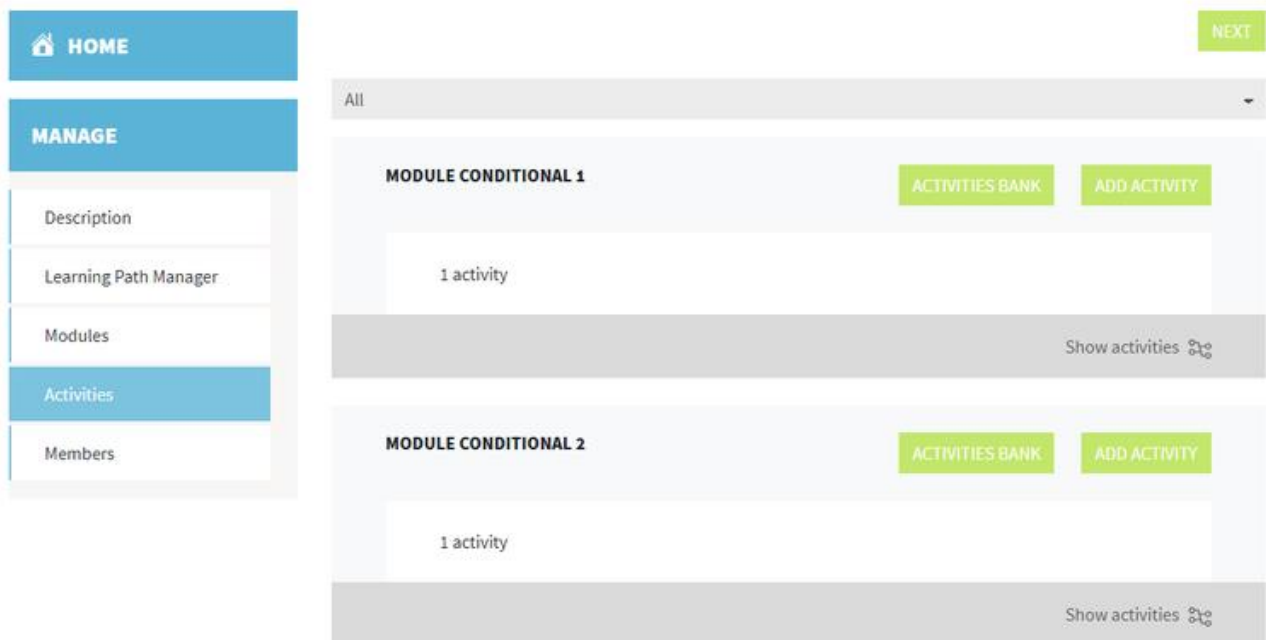 HOME
NEXT
All
MANAGE
Description
Learning Path Manager
Modules
Activities
Members
MODULE CONDITIONAL 1
ACTIVITIES BANK
ADD ACTIVITY
1 activity
Show activities
MODULE CONDITIONAL 2
ACTIVITIES BANK
ADD ACTIVITY
1 activity
Show activities